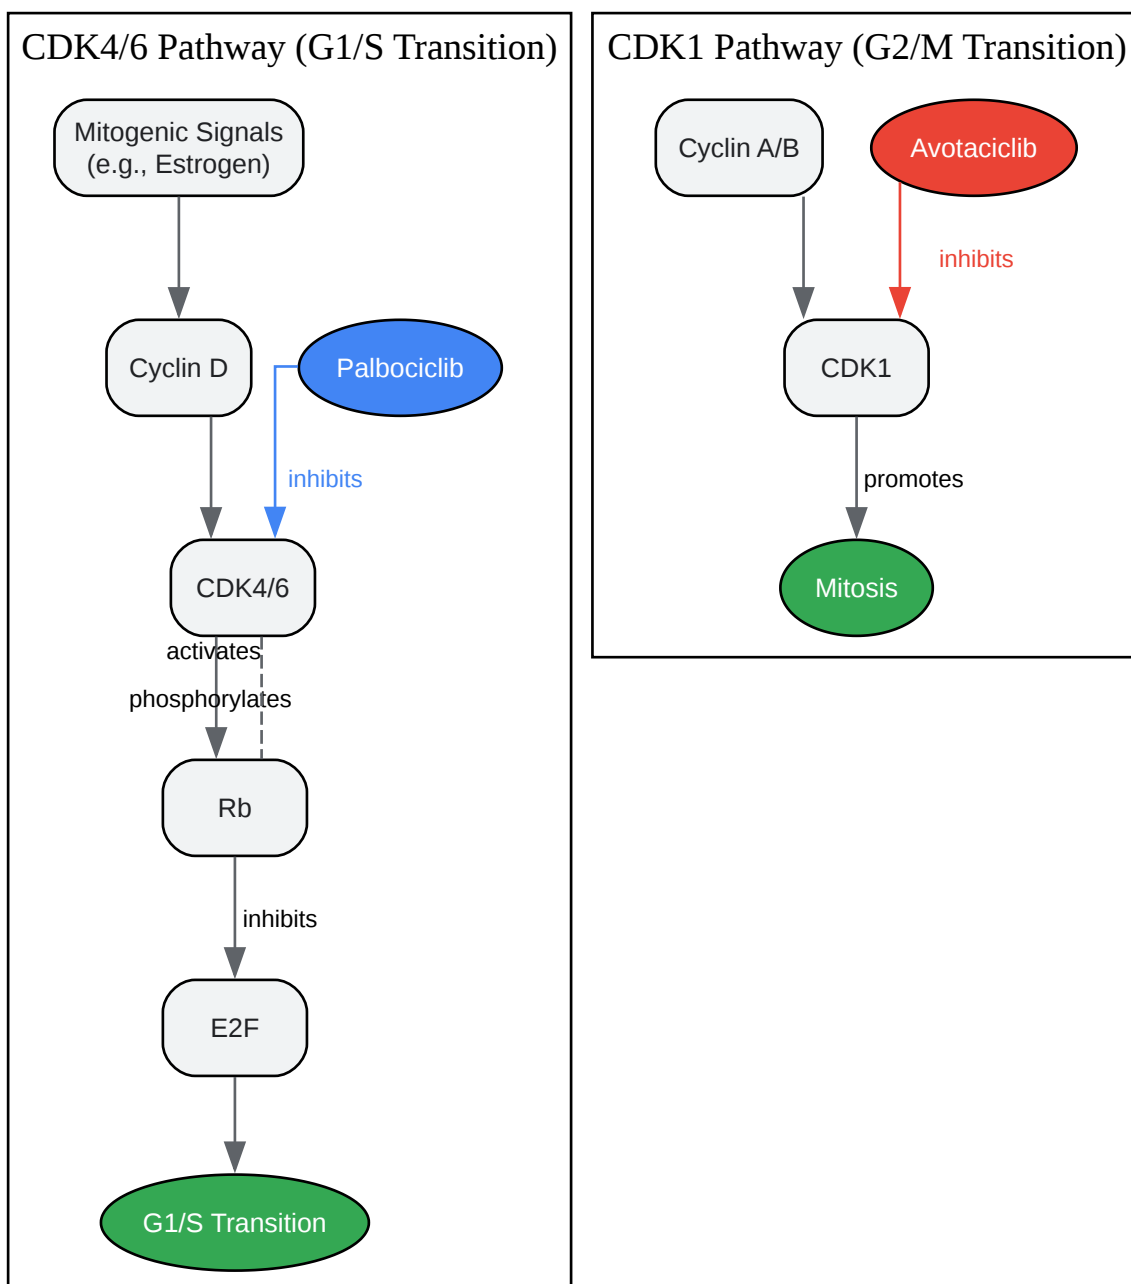 CDK4/6 Pathway (G1/S Transition)
Mitogenic Signals
(e.g., Estrogen)
Cyclin D
Palbociclib
inhibits
CDK4/6
activates
phosphorylates
Rb
inhibits
E2F
G1/S Transition
CDK1 Pathway (G2/M Transition)
Cyclin A/B
Avotaciclib
inhibits
CDK1
promotes
Mitosis